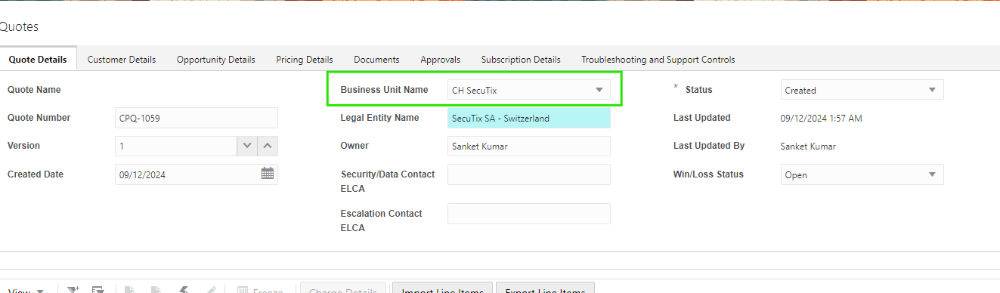 Quotes
Quote Details Customer Details Opportunity Details Pricing Details Documents Approvals Subscription Details Troubleshooting and Support Controls
Quote Name Business Unit Name CH SecuTix * Status Created
Quote Number CPQ-1059 Legal Entity Name SecuTix SA - Switzerland Last Updated 09/12/2024 1:57 AM
Version 1 Owner Sanket Kumar Last Updated By Sanket Kumar
Created Date 09/12/2024 Security/Data Contact ELCA Win/Loss Status Open
Escalation Contact ELCA
View Freeze Charge Details Import Line Items Export Line Items